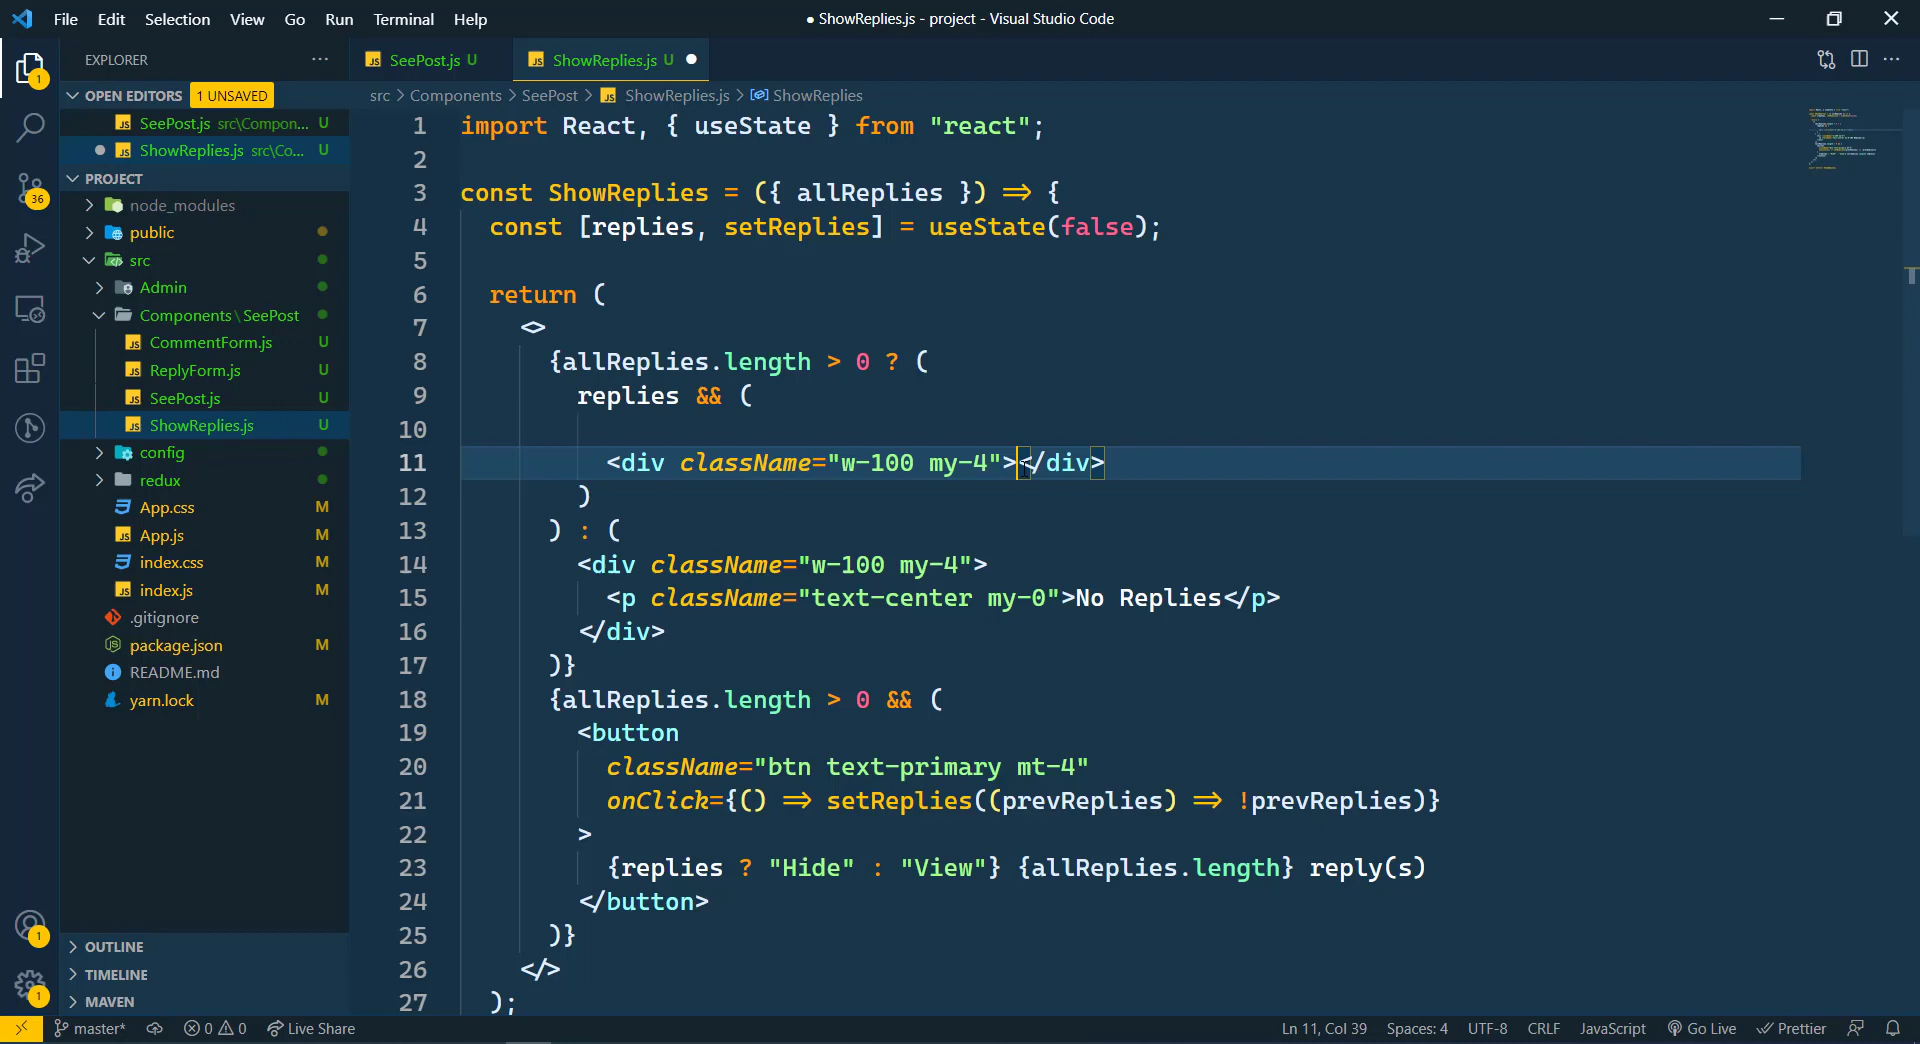 File Edit Selection View Go Run Terminal Help
● ShowReplies.js - project - Visual Studio Code
EXPLORER
SeePost.js U
ShowReplies.js U
OPEN EDITORS 1 UNSAVED
SeePost.js src\Compon... U
ShowReplies.js src\Co... U
PROJECT
node_modules
public
src
Admin
Components\SeePost
CommentForm.js U
ReplyForm.js U
SeePost.js U
ShowReplies.js U
config
redux
App.css M
App.js M
index.css M
index.js M
.gitignore
package.json M
README.md
yarn.lock M
OUTLINE
TIMELINE
MAVEN
1
36
1
1
src > Components > SeePost > JS ShowReplies.js > ShowReplies
1 import React, { useState } from "react";
2
3 const ShowReplies = ({ allReplies }) => {
4 const [replies, setReplies] = useState(false);
5
6 return (
7 <>
8 {allReplies.length > 0 ? (
9 replies && (
10
11 <div className="w-100 my-4"></div>
12 )
13 ) : (
14 <div className="w-100 my-4">
15 <p className="text-center my-0">No Replies</p>
16 </div>
17 )}
18 {allReplies.length > 0 && (
19 <button
20 className="btn text-primary mt-4"
21 onClick={() => setReplies((prevReplies) => !prevReplies)}
22 >
23 {replies ? "Hide" : "View"} {allReplies.length} reply(s)
24 </button>
25 )}
26 </>
27 );
master* 0 0 Live Share
Ln 11, Col 39 Spaces: 4 UTF-8 CRLF JavaScript Go Live Prettier